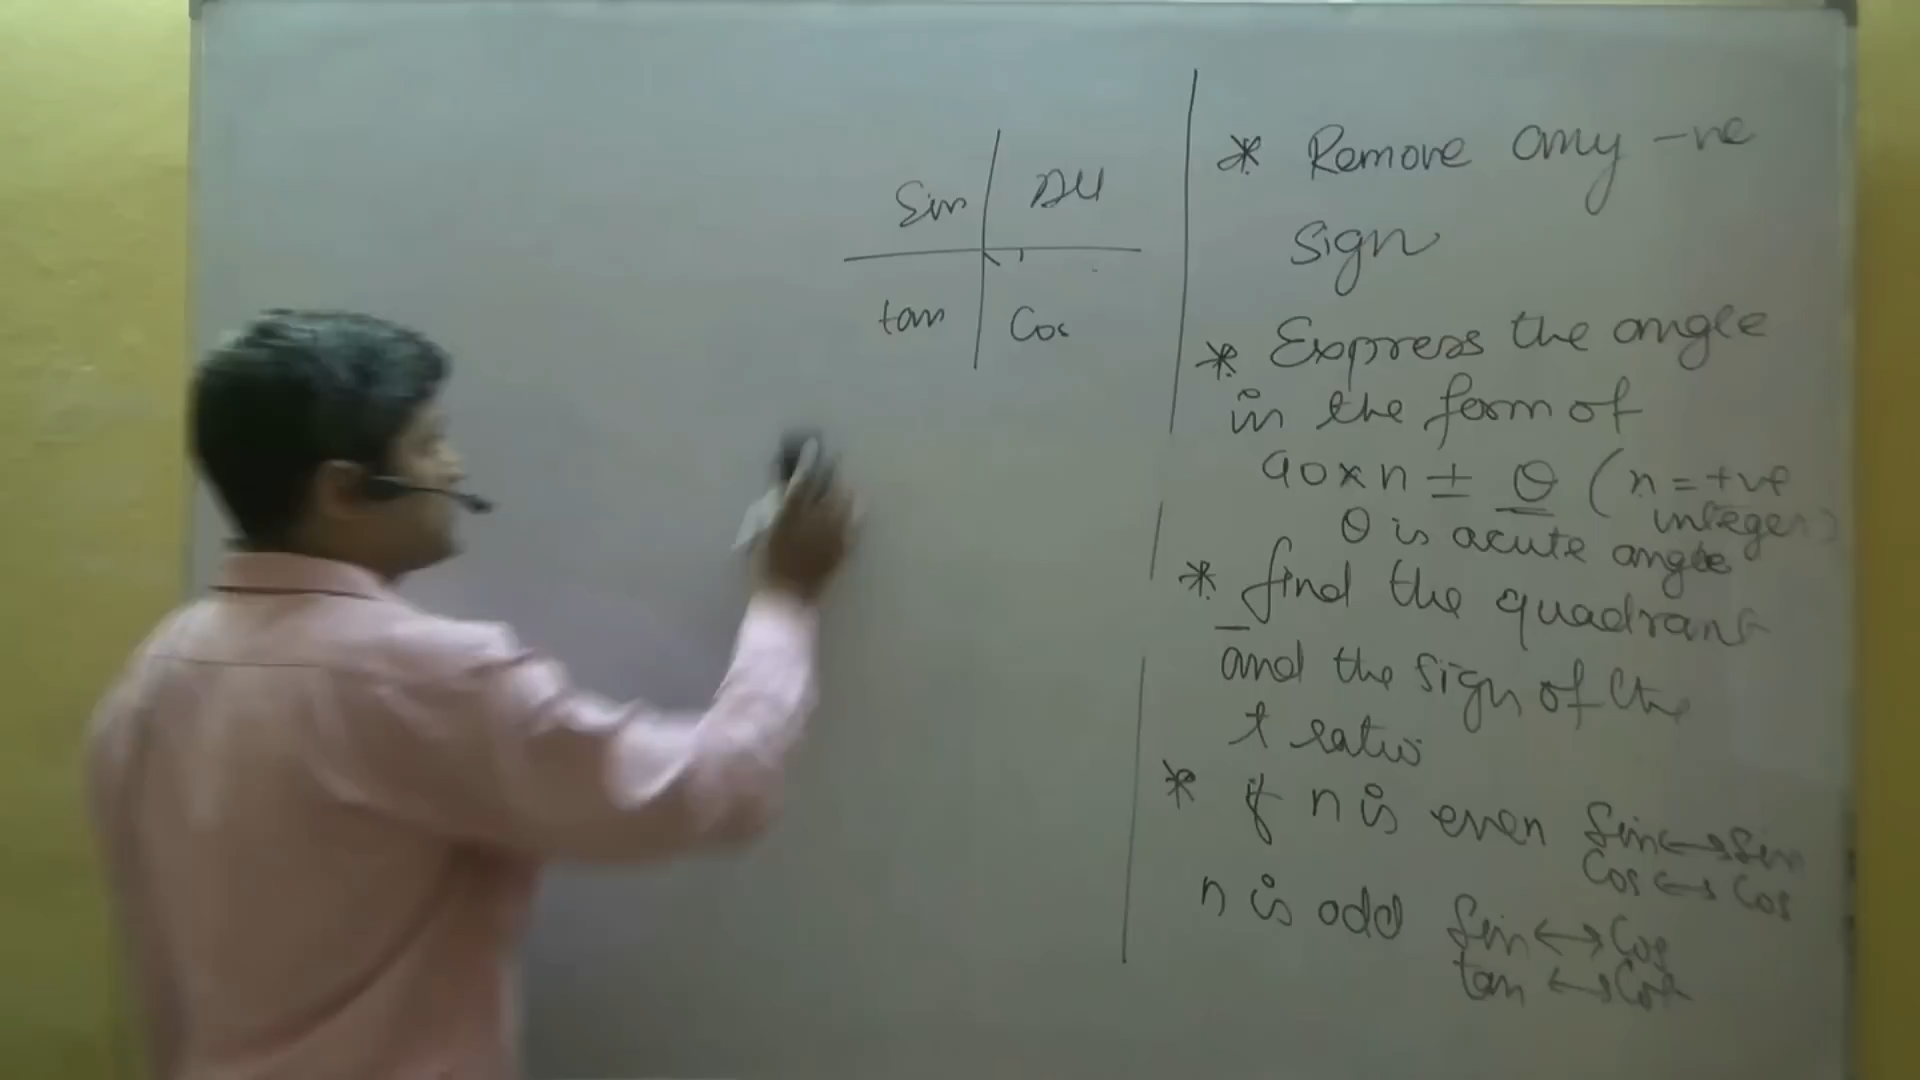 Sin All
tan Cos
* Remove any -ve
sign
* Express the angle
in the form of
90×n ± θ (n = +ve
integer)
θ is acute angle
* find the quadrant
and the sign of the
t ratio
* if n is even Sin↔Sin
Cos↔Cos
n is odd Sin↔Cos
tan↔Cot